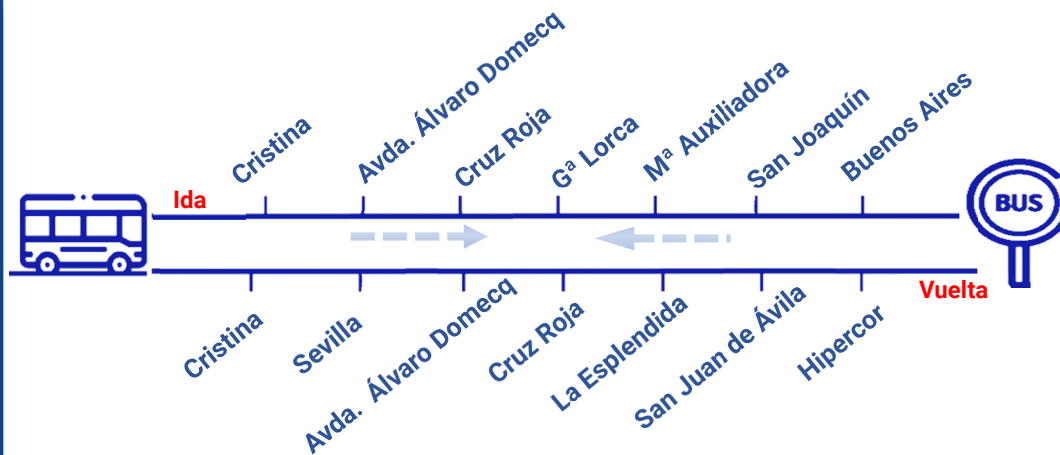 Ida
Cristina
Avda. Álvaro Domecq
Cruz Roja
Gª Lorca
Mª Auxiliadora
San Joaquín
Buenos Aires
BUS
Cristina
Sevilla
Avda. Álvaro Domecq
Cruz Roja
La Esplendida
San Juan de Ávila
Hipercor
Vuelta